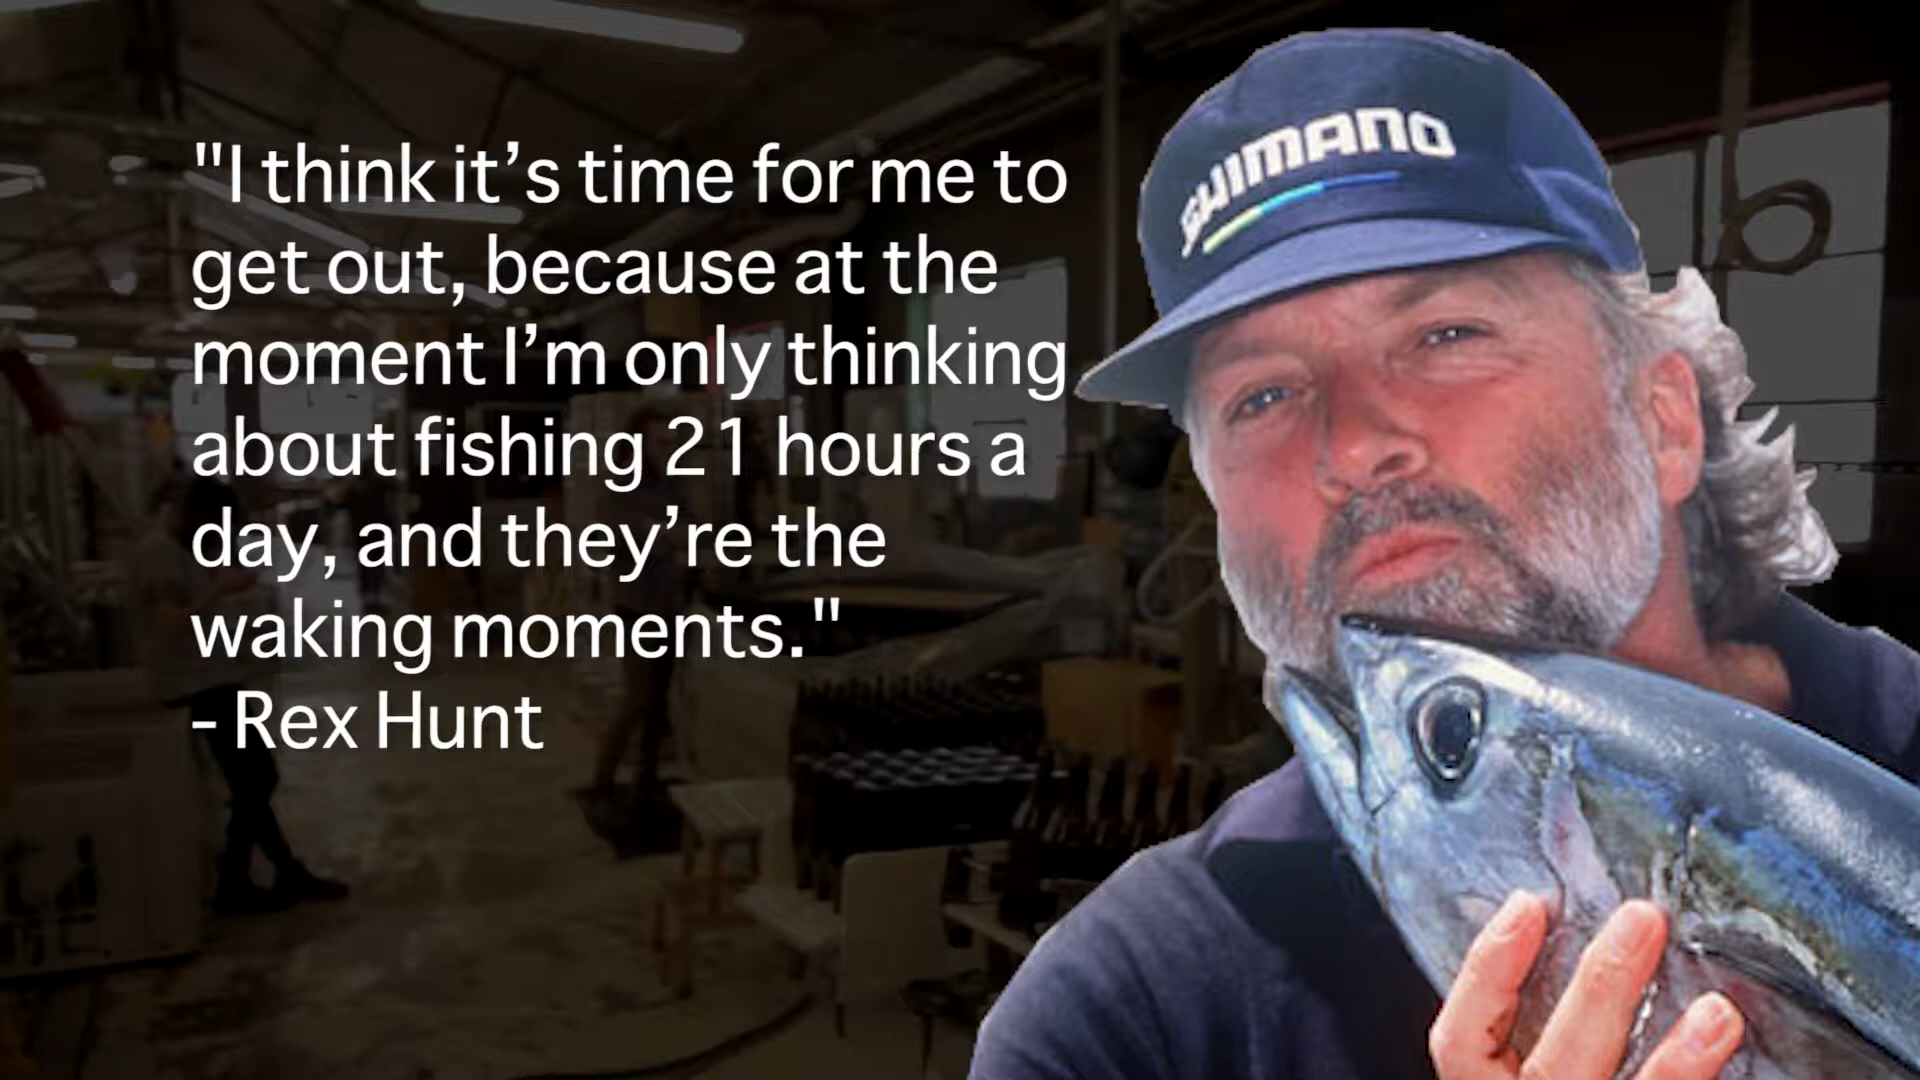 "I think it’s time for me to
get out, because at the
moment I’m only thinking
about fishing 21 hours a
day, and they’re the
waking moments."
- Rex Hunt
SHIMANO